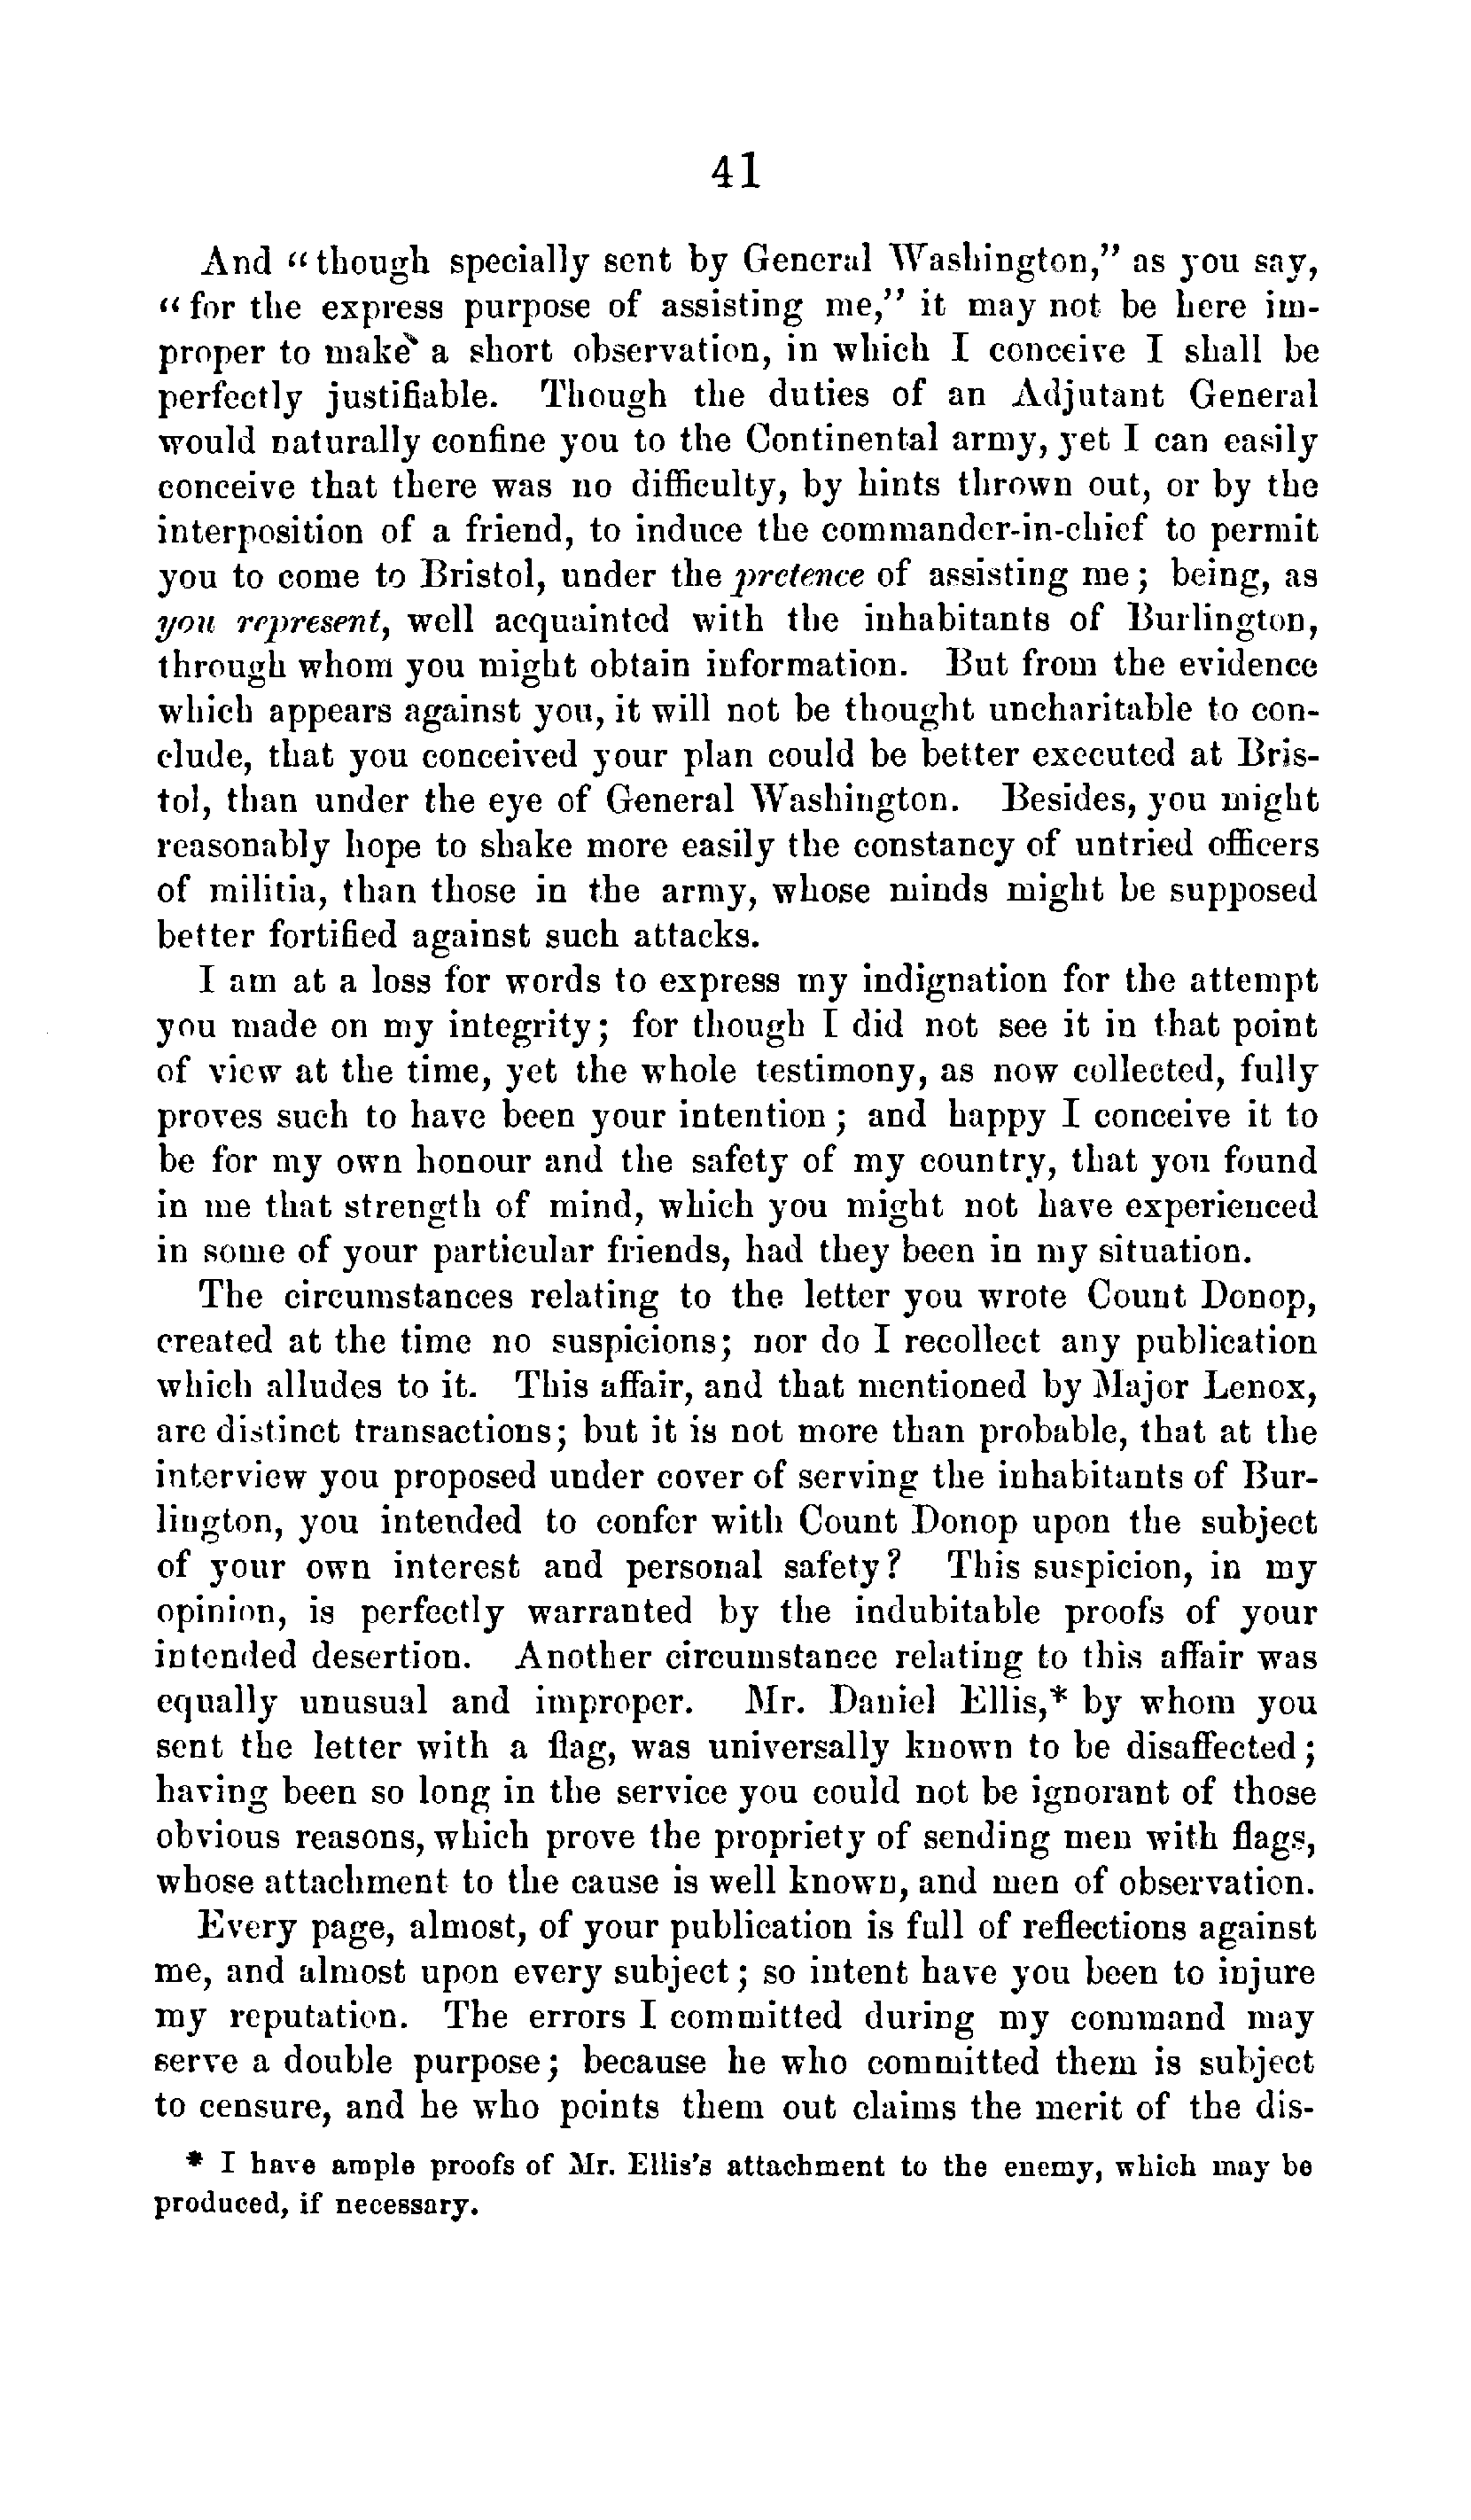 41
And "though specially sent by General Washington," as you say,
"for the express purpose of assisting me," it may not be here im-
proper to make a short observation, in which I conceive I shall be
perfectly justifiable. Though the duties of an Adjutant General
would naturally confine you to the Continental army, yet I can easily
conceive that there was no difficulty, by hints thrown out, or by the
interposition of a friend, to induce the commander-in-chief to permit
you to come to Bristol, under the pretence of assisting me; being, as
you represent, well acquainted with the inhabitants of Burlington,
through whom you might obtain information. But from the evidence
which appears against you, it will not be thought uncharitable to con-
clude, that you conceived your plan could be better executed at Bris-
tol, than under the eye of General Washington. Besides, you might
reasonably hope to shake more easily the constancy of untried officers
of militia, than those in the army, whose minds might be supposed
better fortified against such attacks.
I am at a loss for words to express my indignation for the attempt
you made on my integrity; for though I did not see it in that point
of view at the time, yet the whole testimony, as now collected, fully
proves such to have been your intention; and happy I conceive it to
be for my own honour and the safety of my country, that you found
in me that strength of mind, which you might not have experienced
in some of your particular friends, had they been in my situation.
The circumstances relating to the letter you wrote Count Donop,
created at the time no suspicions; nor do I recollect any publication
which alludes to it. This affair, and that mentioned by Major Lenox,
are distinct transactions; but it is not more than probable, that at the
interview you proposed under cover of serving the inhabitants of Bur-
lington, you intended to confer with Count Donop upon the subject
of your own interest and personal safety? This suspicion, in my
opinion, is perfectly warranted by the indubitable proofs of your
intended desertion. Another circumstance relating to this affair was
equally unusual and improper. Mr. Daniel Ellis,* by whom you
sent the letter with a flag, was universally known to be disaffected;
having been so long in the service you could not be ignorant of those
obvious reasons, which prove the propriety of sending men with flags,
whose attachment to the cause is well known, and men of observation.
Every page, almost, of your publication is full of reflections against
me, and almost upon every subject; so intent have you been to injure
my reputation. The errors I committed during my command may
serve a double purpose; because he who committed them is subject
to censure, and he who points them out claims the merit of the dis-
* I have ample proofs of Mr. Ellis's attachment to the enemy, which may be
produced, if necessary.